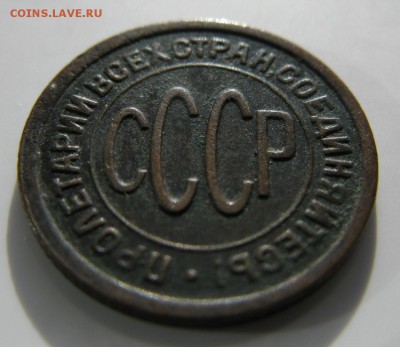 COINS.LAVE.RU
ПРОЛЕТАРИИ ВСЕХ СТРАН, СОЕДИНЯЙТЕСЬ!
СССР